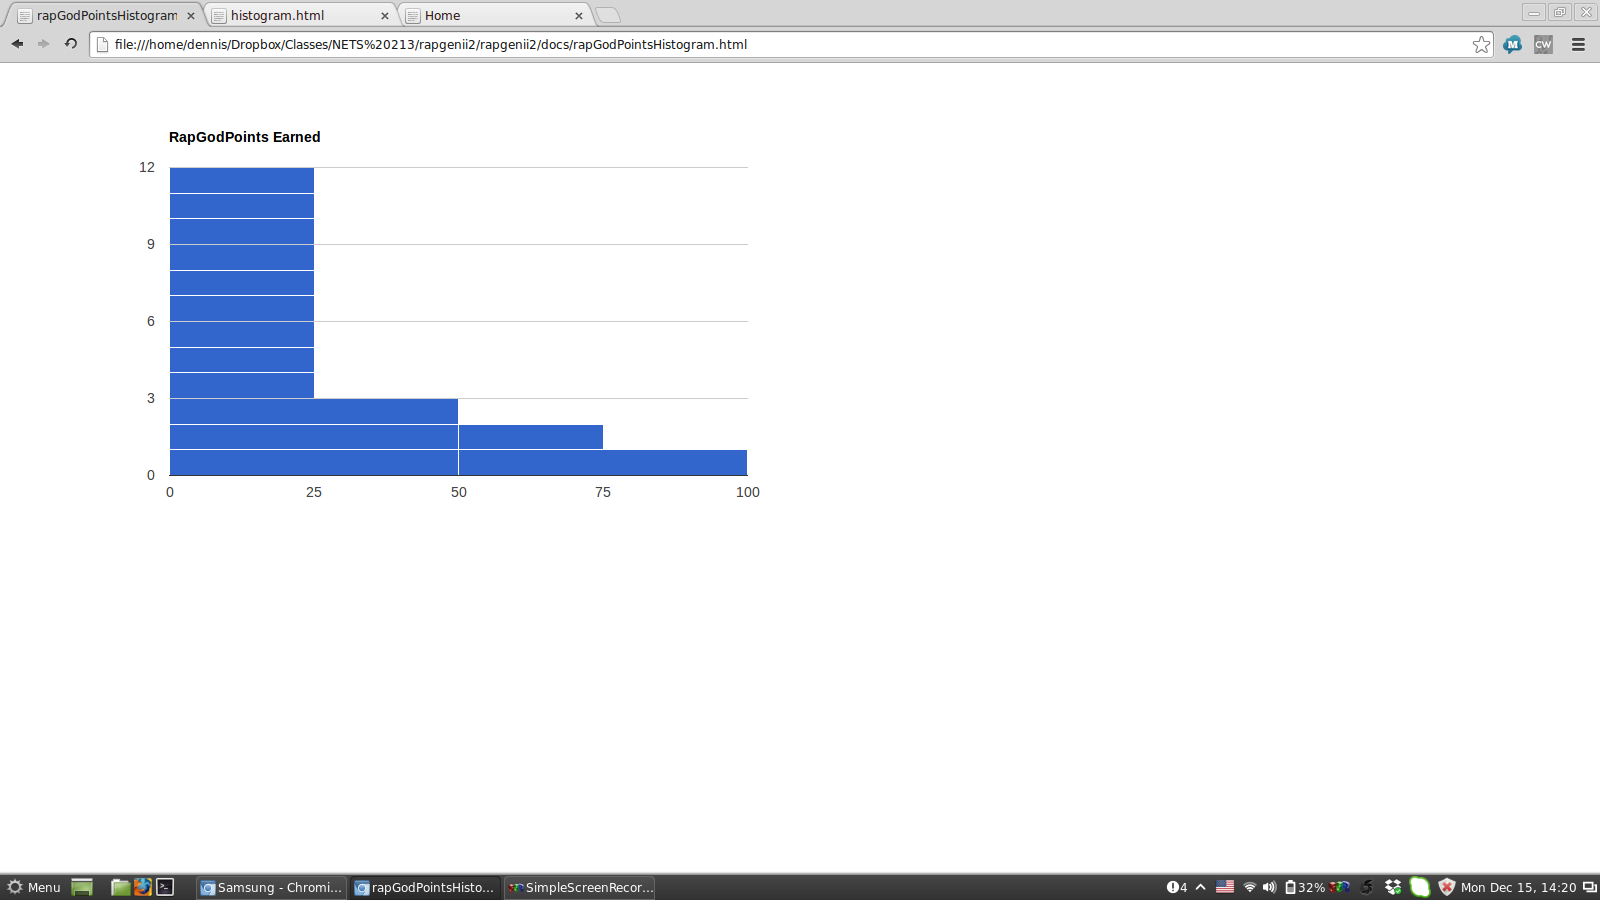 rapGodPointsHistogram
histogram.html
Home
file:///home/dennis/Dropbox/Classes/NETS%20213/rapgenii2/rapgenii2/docs/rapGodPointsHistogram.html
M
CW
RapGodPoints Earned
12
9
6
3
0
0 25 50 75 100
Menu
Samsung - Chromi...
rapGodPointsHisto...
SimpleScreenRecor...
4
32%
Mon Dec 15, 14:20